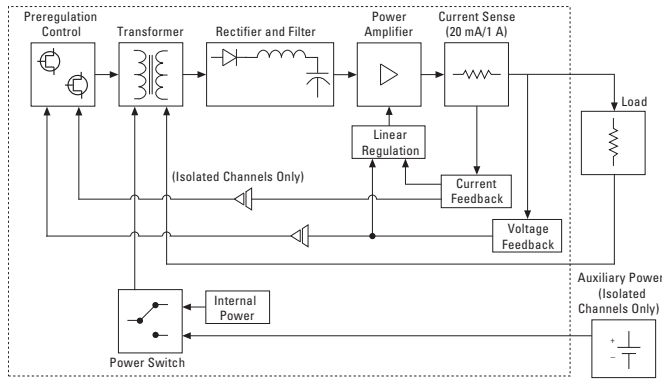 Preregulation
Control
Transformer
Rectifier and Filter
Power
Amplifier
Current Sense
(20 mA/1 A)
Load
Linear
Regulation
(Isolated Channels Only)
Current
Feedback
Voltage
Feedback
Internal
Power
Power Switch
Auxiliary Power
(Isolated
Channels Only)
+
–